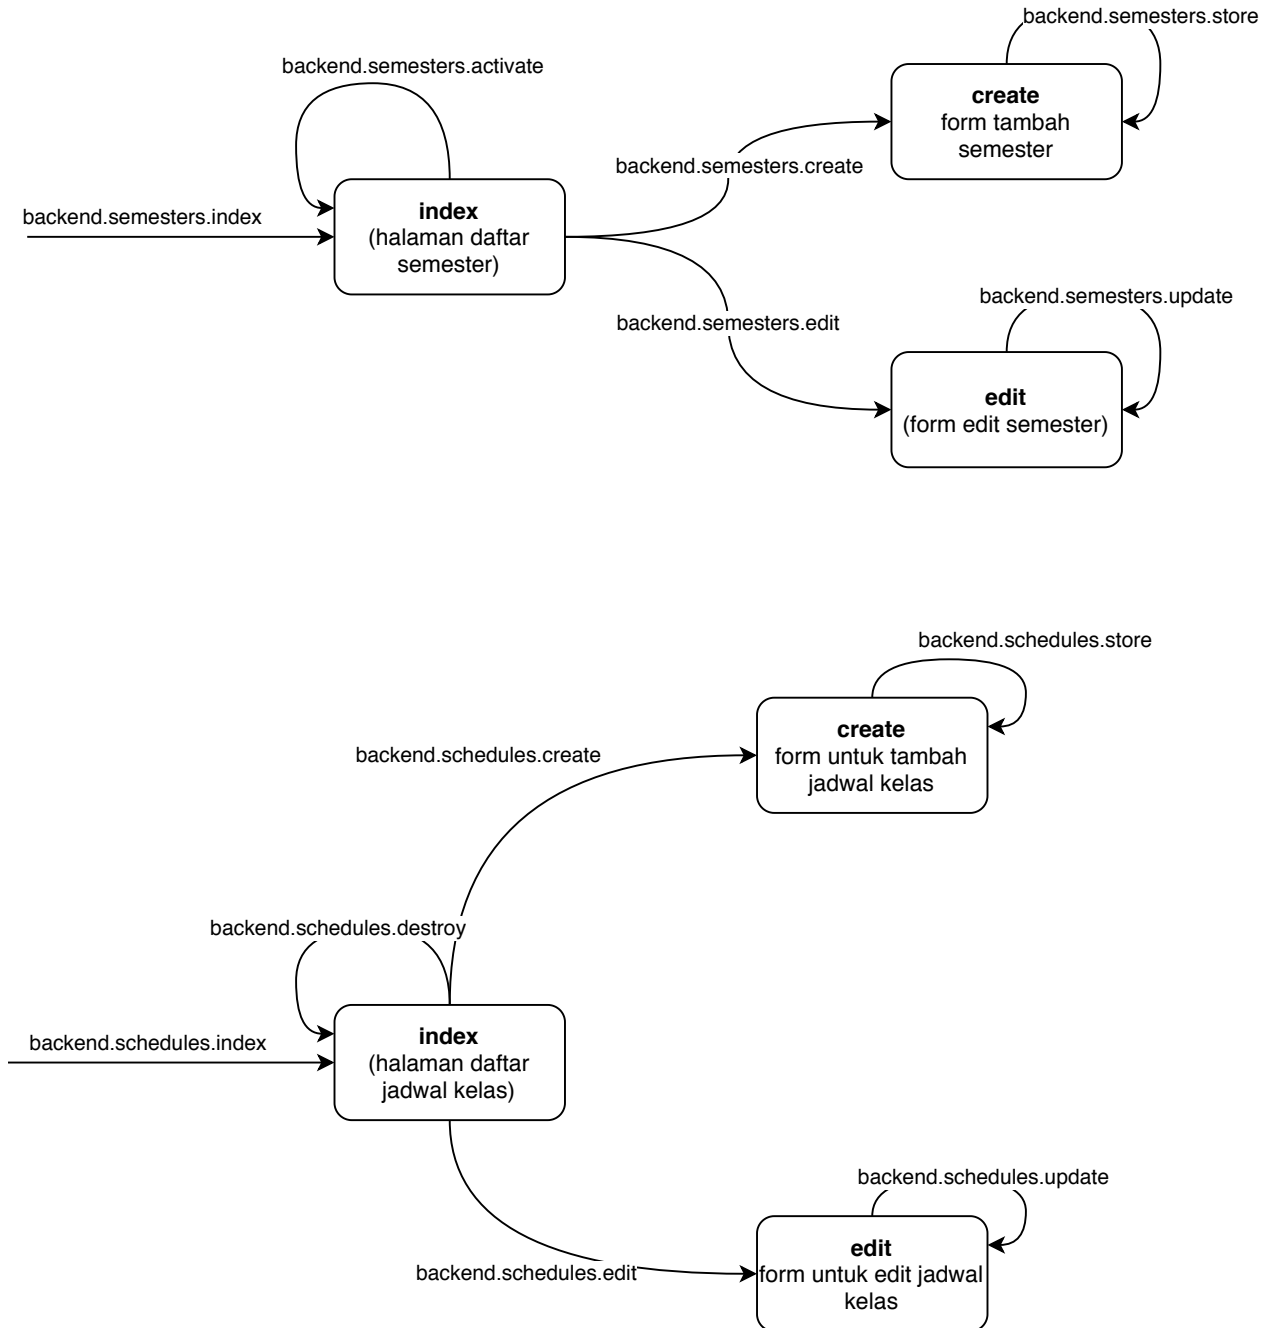 backend.semesters.store
backend.semesters.activate
create
form tambah
semester
backend.semesters.create
backend.semesters.index
index
(halaman daftar
semester)
backend.semesters.update
backend.semesters.edit
edit
(form edit semester)
backend.schedules.store
create
form untuk tambah
jadwal kelas
backend.schedules.create
backend.schedules.destroy
backend.schedules.index
index
(halaman daftar
jadwal kelas)
backend.schedules.update
edit
form untuk edit jadwal
kelas
backend.schedules.edit